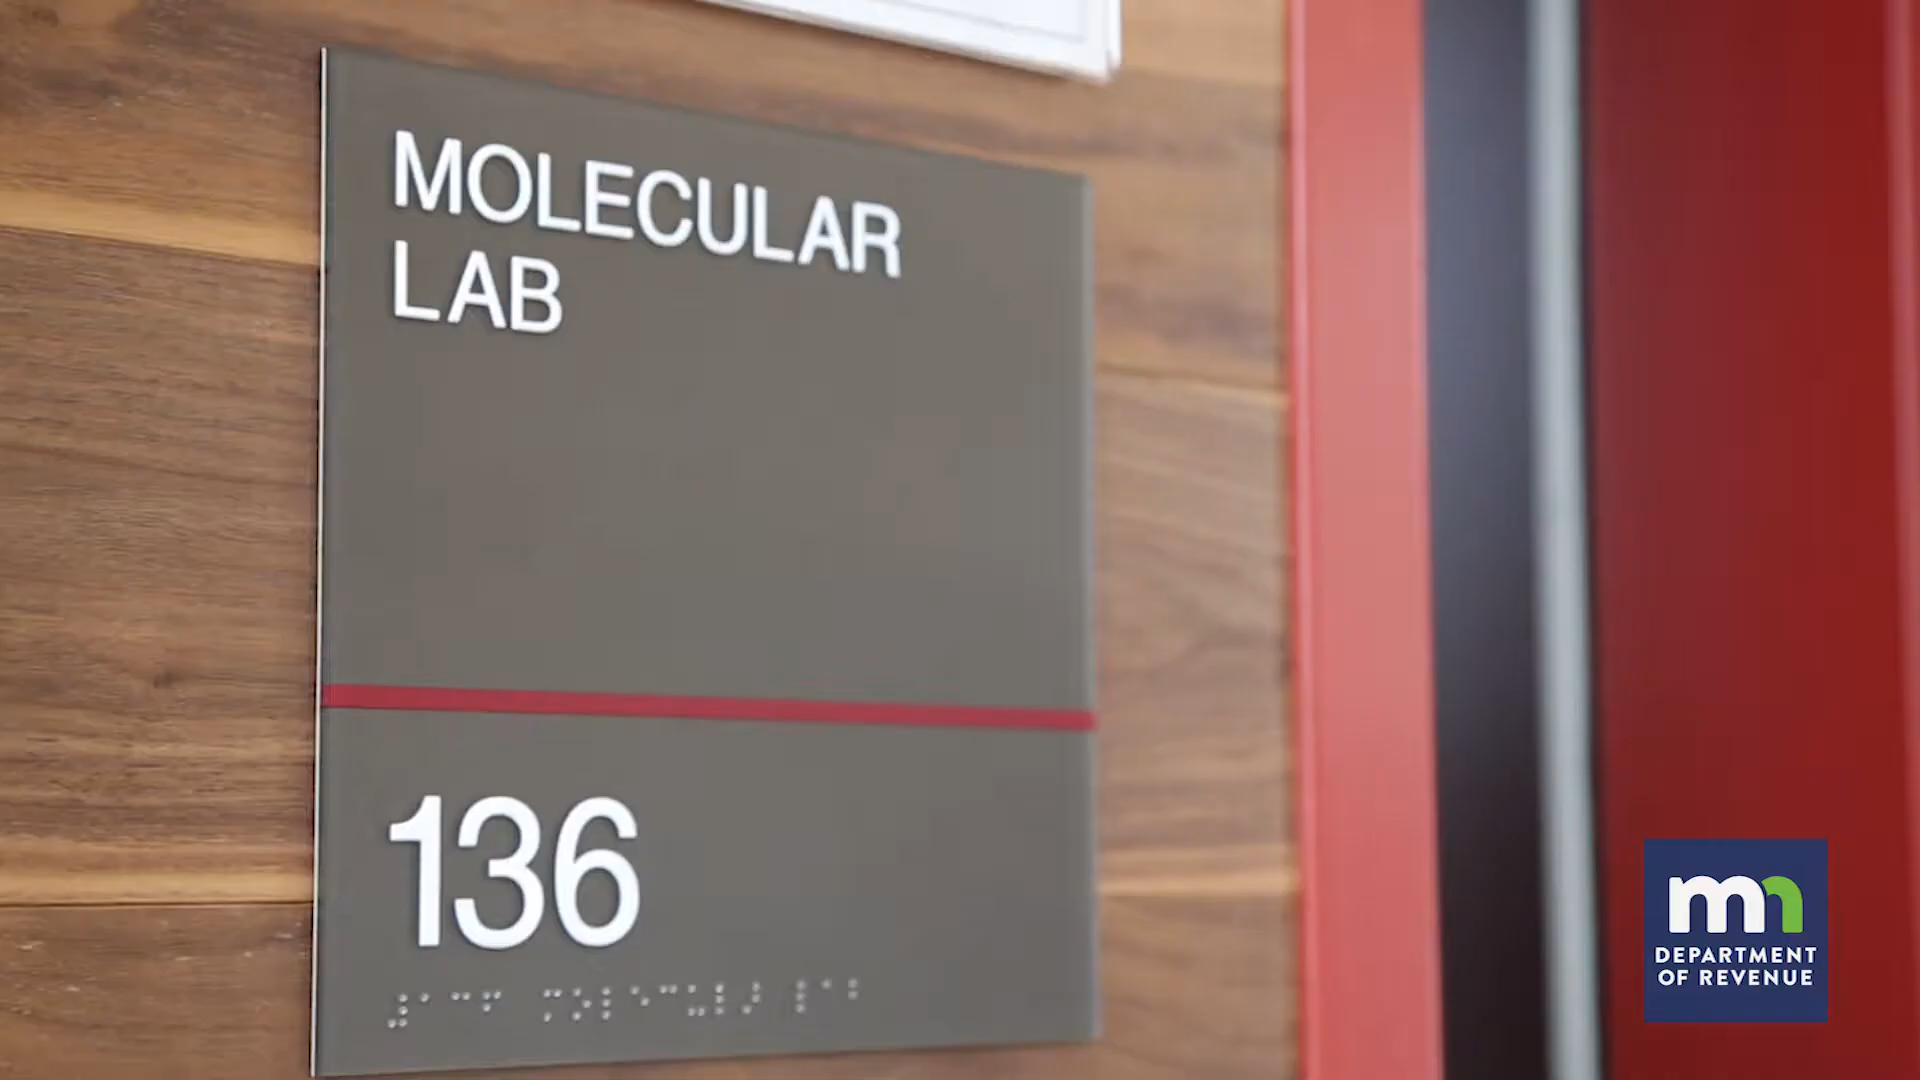 MOLECULAR
LAB
136
⠼⠁⠉⠋ ⠍⠕⠇⠑⠉⠥⠇⠜ ⠇⠁⠃
mn
DEPARTMENT
OF REVENUE